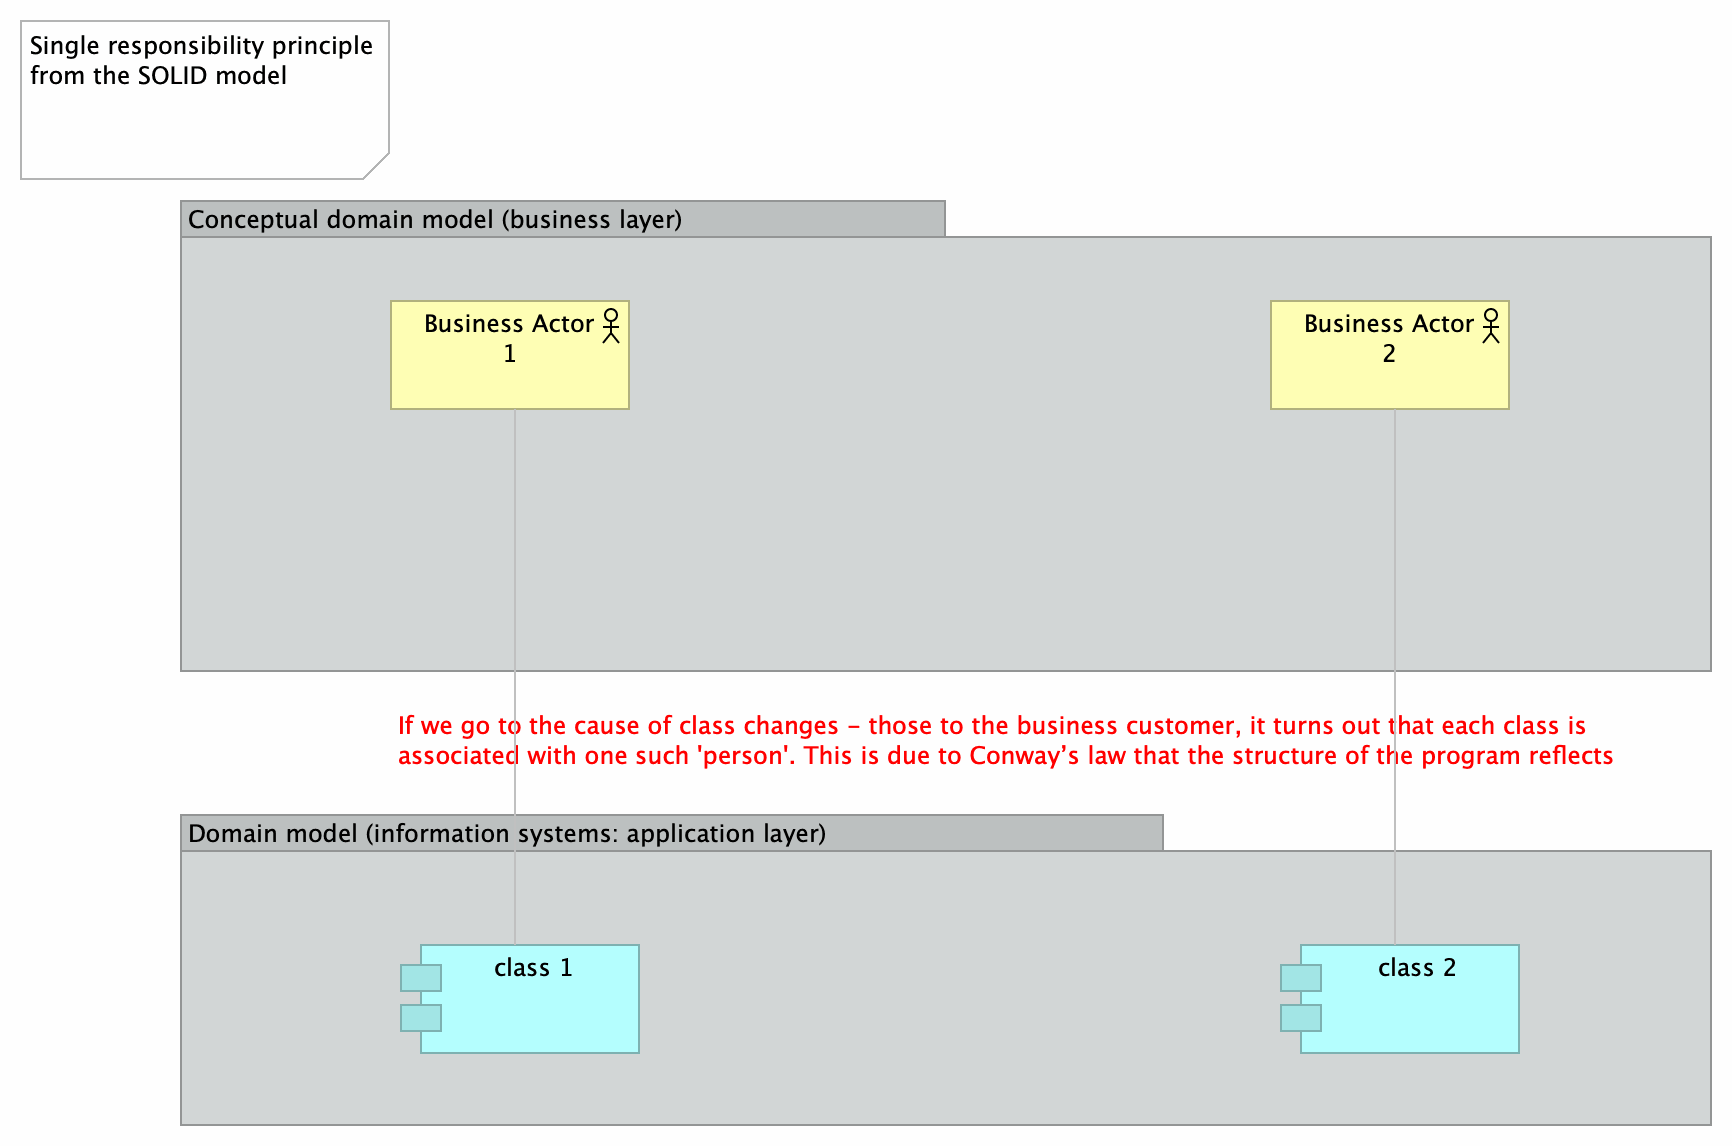 Single responsibility principle
from the SOLID model
Conceptual domain model (business layer)
Business Actor
1
Business Actor
2
If we go to the cause of class changes – those to the business customer, it turns out that each class is
associated with one such 'person'. This is due to Conway’s law that the structure of the program reflects
Domain model (information systems: application layer)
class 1
class 2